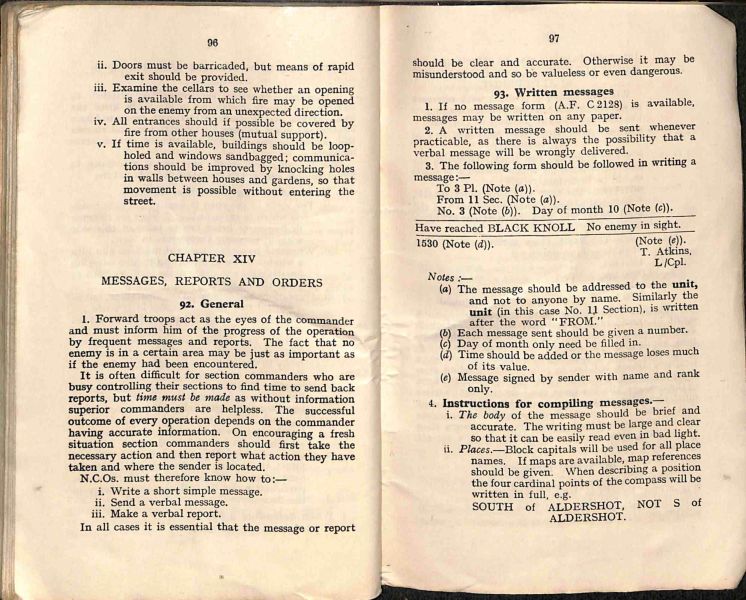 96
ii. Doors must be barricaded, but means of rapid
exit should be provided.
iii. Examine the cellars to see whether an opening
is available from which fire may be opened
on the enemy from an unexpected direction.
iv. All entrances should if possible be covered by
fire from other houses (mutual support).
v. If time is available, buildings should be loop-
holed and windows sandbagged; communica-
tions should be improved by knocking holes
in walls between houses and gardens, so that
movement is possible without entering the
street.
CHAPTER XIV
MESSAGES, REPORTS AND ORDERS
92. General
1. Forward troops act as the eyes of the commander
and must inform him of the progress of the operation
by frequent messages and reports. The fact that no
enemy is in a certain area may be just as important as
if the enemy had been encountered.
It is often difficult for section commanders who are
busy controlling their sections to find time to send back
reports, but time must be made as without information
superior commanders are helpless. The successful
outcome of every operation depends on the commander
having accurate information. On encouraging a fresh
situation section commanders should first take the
necessary action and then report what action they have
taken and where the sender is located.
N.C.Os. must therefore know how to:—
i. Write a short simple message.
ii. Send a verbal message.
iii. Make a verbal report.
In all cases it is essential that the message or report
97
should be clear and accurate. Otherwise it may be
misunderstood and so be valueless or even dangerous.
93. Written messages
1. If no message form (A.F. C 2128) is available,
messages may be written on any paper.
2. A written message should be sent whenever
practicable, as there is always the possibility that a
verbal message will be wrongly delivered.
3. The following form should be followed in writing a
message:—
To 3 Pl. (Note (a)).
From 11 Sec. (Note (a)).
No. 3 (Note (b)). Day of month 10 (Note (c)).
Have reached BLACK KNOLL No enemy in sight.
1530 (Note (d)). (Note (e)).
T. Atkins,
L/Cpl.
Notes :—
(a) The message should be addressed to the unit,
and not to anyone by name. Similarly the
unit (in this case No. 11 Section), is written
after the word "FROM."
(b) Each message sent should be given a number.
(c) Day of month only need be filled in.
(d) Time should be added or the message loses much
of its value.
(e) Message signed by sender with name and rank
only.
4. Instructions for compiling messages.—
i. The body of the message should be brief and
accurate. The writing must be large and clear
so that it can be easily read even in bad light.
ii. Places.—Block capitals will be used for all place
names. If maps are available, map references
should be given. When describing a position
the four cardinal points of the compass will be
written in full, e.g.
SOUTH of ALDERSHOT, NOT S of
ALDERSHOT.